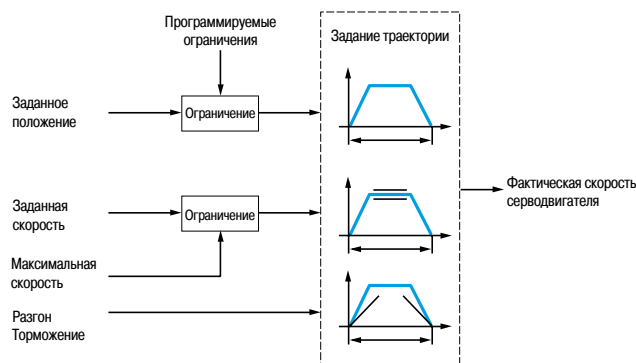 Программируемые
ограничения
Задание траектории
Заданное
положение
Ограничение
Заданная
скорость
Ограничение
Фактическая скорость
серводвигателя
Максимальная
скорость
Разгон
Торможение